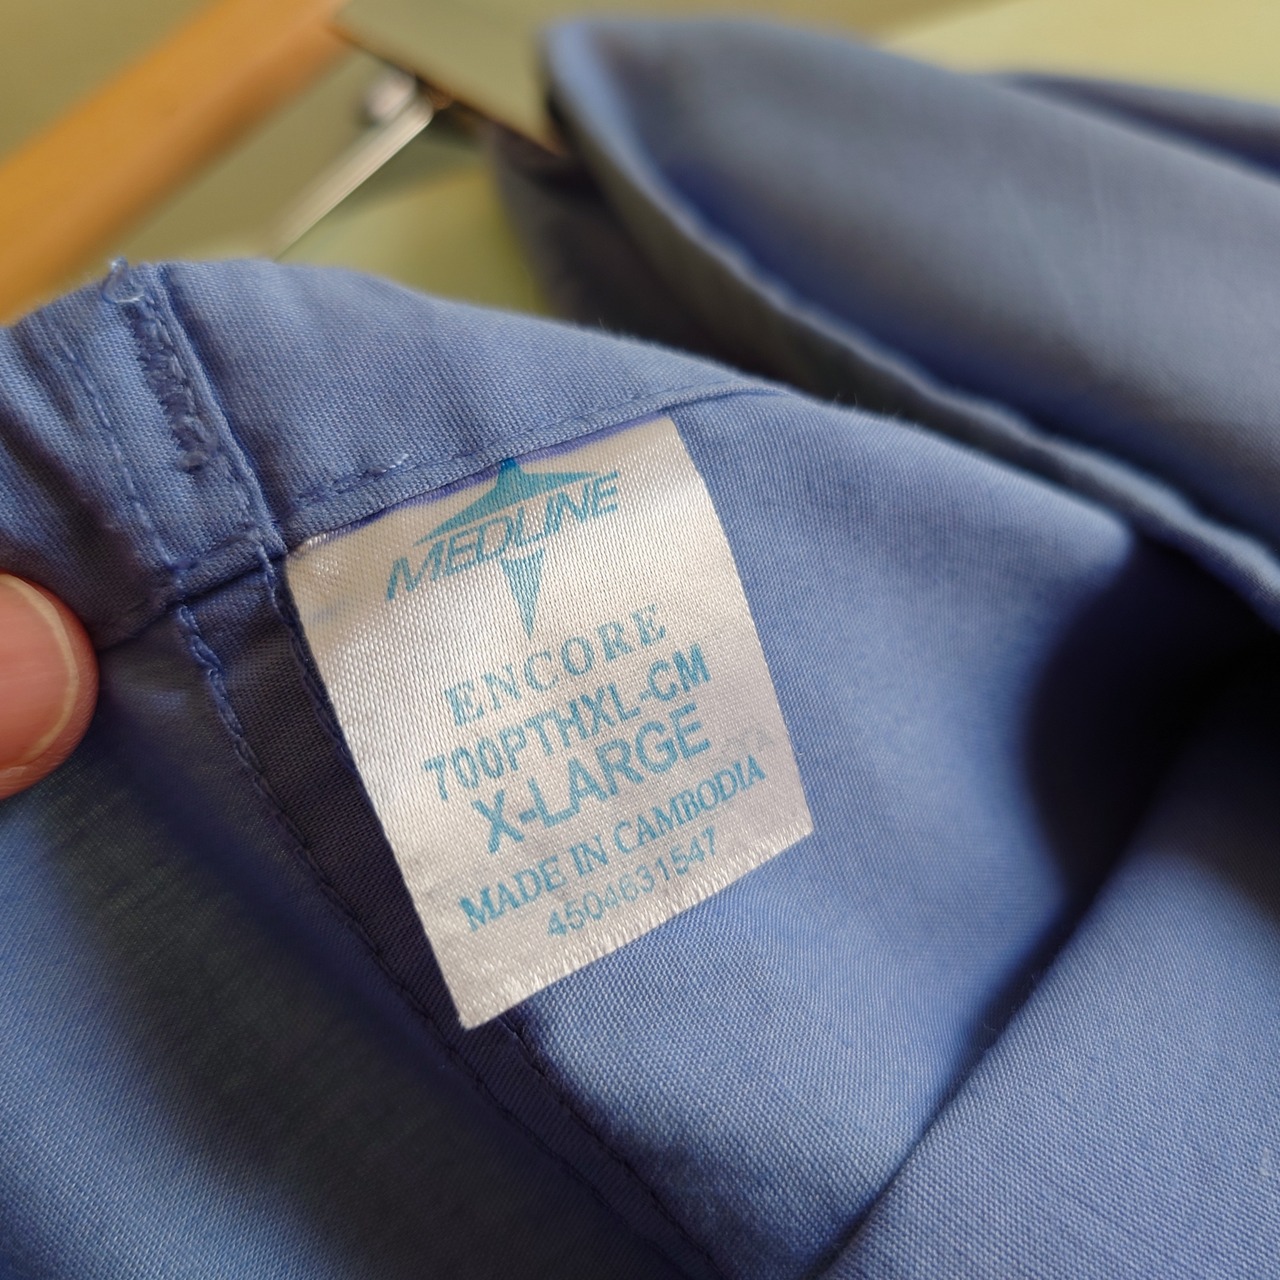 MEDLINE
ENCORE
700PTHXL-CM
X-LARGE
MADE IN CAMBODIA
4504631547